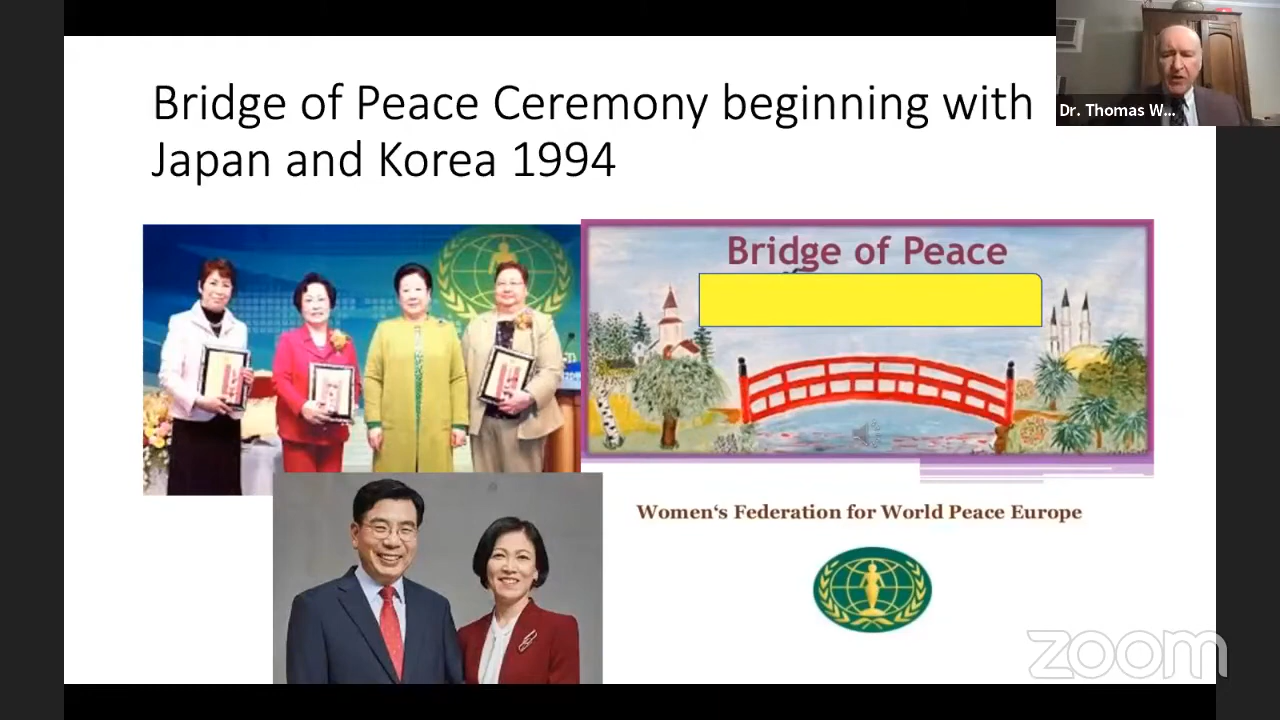 Bridge of Peace Ceremony beginning with
Japan and Korea 1994
Dr. Thomas W...
Bridge of Peace
Women‘s Federation for World Peace Europe
zoom